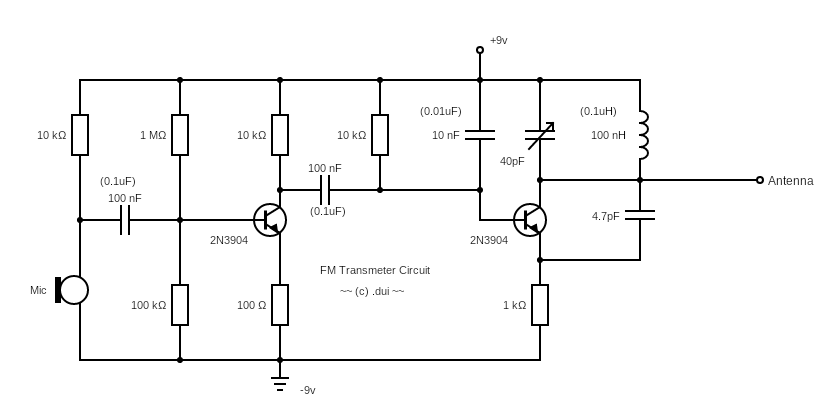 +9v
(0.01uF)
(0.1uH)
10 kΩ
1 MΩ
10 kΩ
10 kΩ
10 nF
100 nH
40pF
100 nF
(0.1uF)
Antenna
100 nF
(0.1uF)
4.7pF
2N3904
2N3904
FM Transmeter Circuit
~~ (c) .dui ~~
Mic
100 kΩ
100 Ω
1 kΩ
-9v